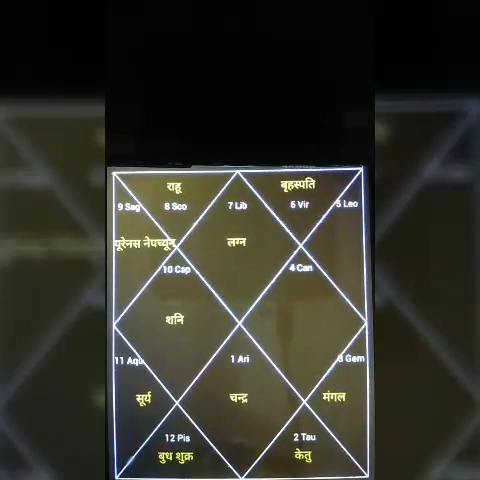 राहू
बृहस्पति
9 Sag
8 Sco
7 Lib
6 Vir
5 Leo
यूरेनस नेपच्यून
लग्न
10 Cap
4 Can
शनि
11 Aqu
1 Ari
3 Gem
सूर्य
चन्द्र
मंगल
12 Pis
2 Tau
बुध शुक्र
केतु